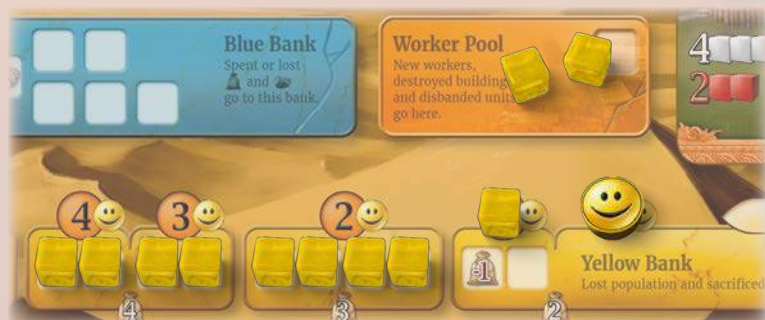 Blue Bank
Spent or lost
and
go to this bank.
Worker Pool
New workers,
destroyed building
and disbanded units
go here.
4
2
4
3
2
-1
Yellow Bank
Lost population and sacrificed
4
3
2